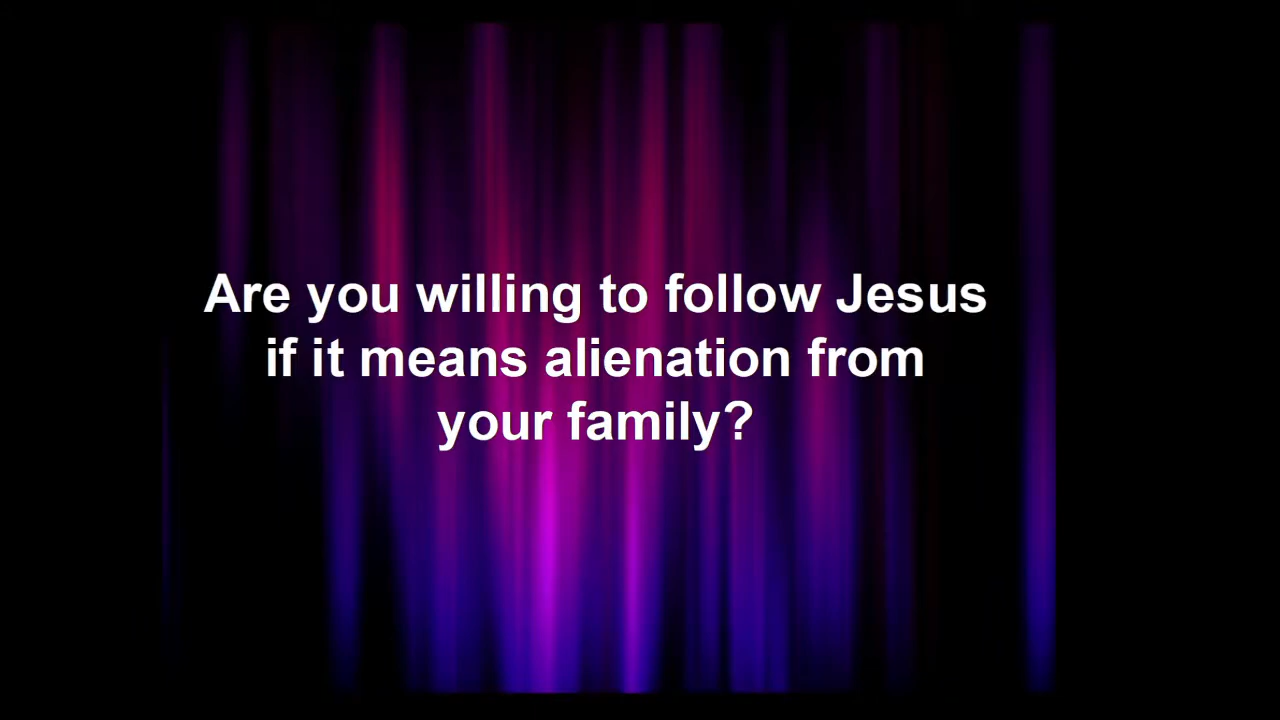 Are you willing to follow Jesus
if it means alienation from
your family?